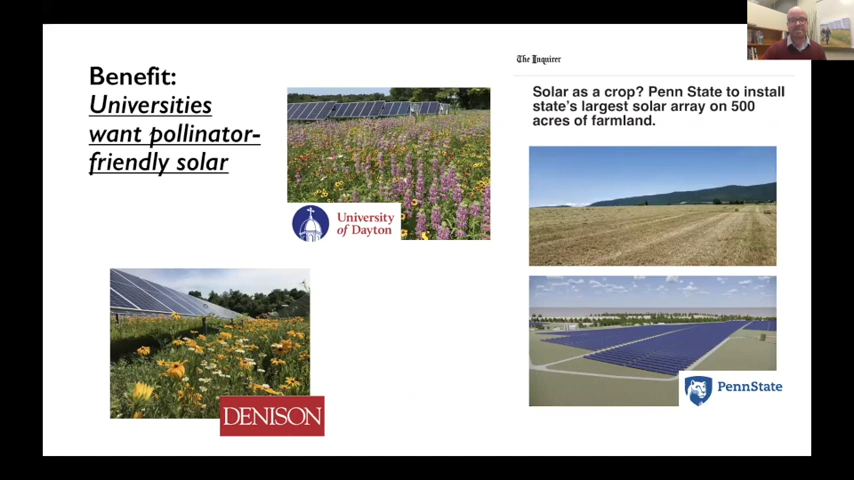 Benefit:
Universities
want pollinator-
friendly solar
University
of Dayton
DENISON
The Inquirer
Solar as a crop? Penn State to install
state's largest solar array on 500
acres of farmland.
PennState